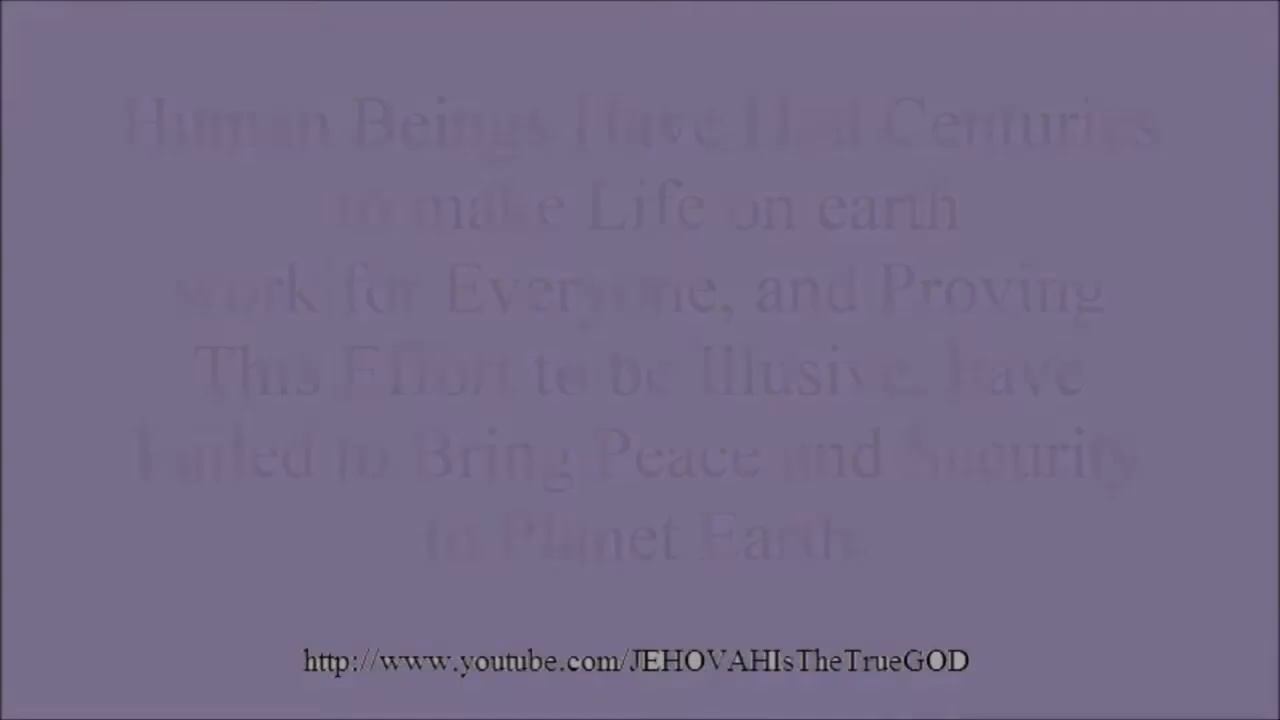 Human Beings Have Had Centuries
to make Life on earth
work for Everyone, and Proving
This Effort to be Illusive, have
Failed to Bring Peace and Security
to Planet Earth.
http://www.youtube.com/JEHOVAHIsTheTrueGOD